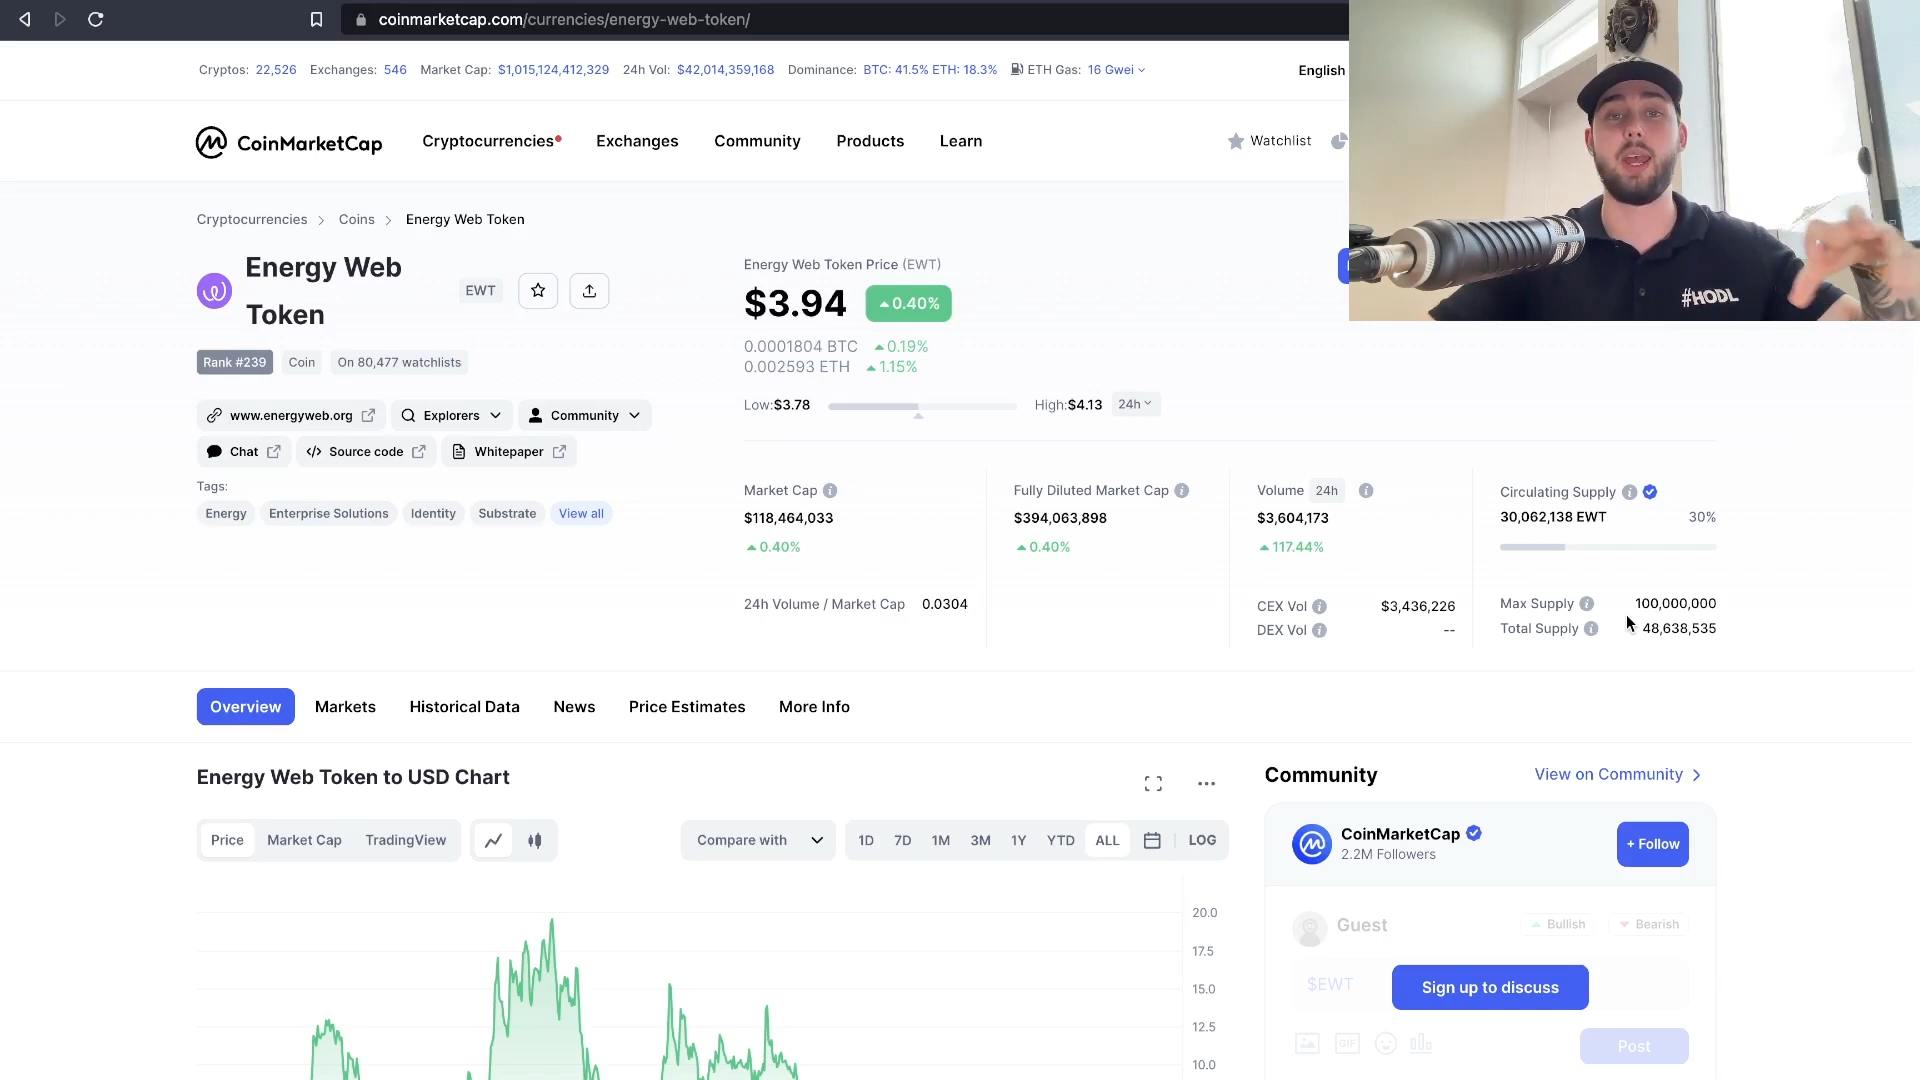 coinmarketcap.com/currencies/energy-web-token/
Cryptos: 22,526 Exchanges: 546 Market Cap: $1,015,124,412,329 24h Vol: $42,014,359,168 Dominance: BTC: 41.5% ETH: 18.3% ETH Gas: 16 Gwei
English
CoinMarketCap
Cryptocurrencies Exchanges Community Products Learn
Watchlist
#HODL
Cryptocurrencies Coins Energy Web Token
Energy Web
Token
EWT
Rank #239 Coin On 80,477 watchlists
www.energyweb.org Explorers Community
Chat Source code Whitepaper
Tags:
Energy Enterprise Solutions Identity Substrate View all
Energy Web Token Price (EWT)
$3.94 0.40%
0.0001804 BTC 0.19%
0.002593 ETH 1.15%
Low:$3.78 High:$4.13 24h
Market Cap
$118,464,033
0.40%
24h Volume / Market Cap 0.0304
Fully Diluted Market Cap
$394,063,898
0.40%
Volume 24h
$3,604,173
117.44%
CEX Vol $3,436,226
DEX Vol --
Circulating Supply
30,062,138 EWT 30%
Max Supply 100,000,000
Total Supply 48,638,535
Overview Markets Historical Data News Price Estimates More Info
Energy Web Token to USD Chart
Price Market Cap TradingView
Compare with
1D 7D 1M 3M 1Y YTD ALL LOG
20.0
17.5
15.0
12.5
10.0
Community View on Community
CoinMarketCap
2.2M Followers
+ Follow
Guest Bullish Bearish
$EWT
Sign up to discuss
GIF
Post